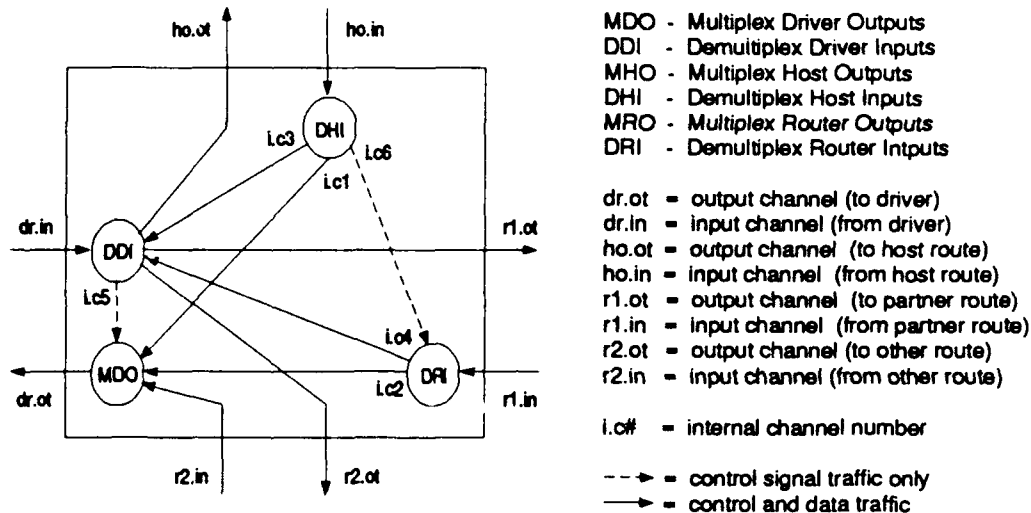 ho.ot
ho.in
DHI
i.c3
i.c6
i.c1
dr.in
DDI
r1.ot
i.c5
i.o4
MDO
DRI
i.c2
dr.ot
r1.in
r2.in
r2.ot
MDO - Multiplex Driver Outputs
DDI - Demultiplex Driver Inputs
MHO - Multiplex Host Outputs
DHI - Demultiplex Host Inputs
MRO - Multiplex Router Outputs
DRI - Demultiplex Router Intputs
dr.ot = output channel (to driver)
dr.in = input channel (from driver)
ho.ot = output channel (to host route)
ho.in = input channel (from host route)
r1.ot = output channel (to partner route)
r1.in = input channel (from partner route)
r2.ot = output channel (to other route)
r2.in = input channel (from other route)
i.c# = internal channel number
= control signal traffic only
= control and data traffic